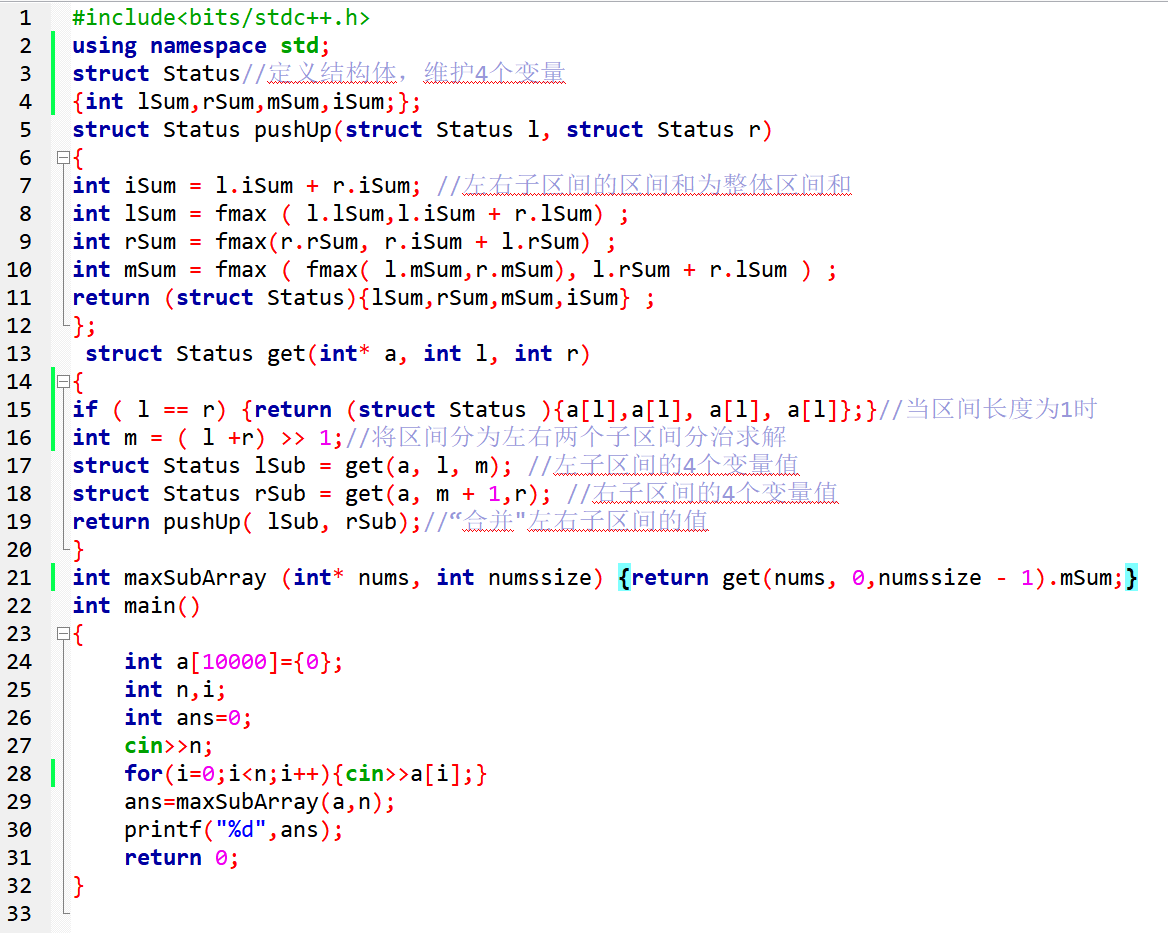 1 #include<bits/stdc++.h>
2 using namespace std;
3 struct Status//定义结构体，维护4个变量
4 {int lSum,rSum,mSum,iSum;};
5 struct Status pushUp(struct Status l, struct Status r)
6 {
7 int iSum = l.iSum + r.iSum; //左右子区间的区间和为整体区间和
8 int lSum = fmax ( l.lSum,l.iSum + r.lSum) ;
9 int rSum = fmax(r.rSum, r.iSum + l.rSum) ;
10 int mSum = fmax ( fmax( l.mSum,r.mSum), l.rSum + r.lSum ) ;
11 return (struct Status){lSum,rSum,mSum,iSum} ;
12 };
13 struct Status get(int* a, int l, int r)
14 {
15 if ( l == r) {return (struct Status ){a[l],a[l], a[l], a[l]};}//当区间长度为1时
16 int m = ( l +r) >> 1;//将区间分为左右两个子区间分治求解
17 struct Status lSub = get(a, l, m); //左子区间的4个变量值
18 struct Status rSub = get(a, m + 1,r); //右子区间的4个变量值
19 return pushUp( lSub, rSub);//“合并"左右子区间的值
20 }
21 int maxSubArray (int* nums, int numssize) {return get(nums, 0,numssize - 1).mSum;}
22 int main()
23 {
24 int a[10000]={0};
25 int n,i;
26 int ans=0;
27 cin>>n;
28 for(i=0;i<n;i++){cin>>a[i];}
29 ans=maxSubArray(a,n);
30 printf("%d",ans);
31 return 0;
32 }
33